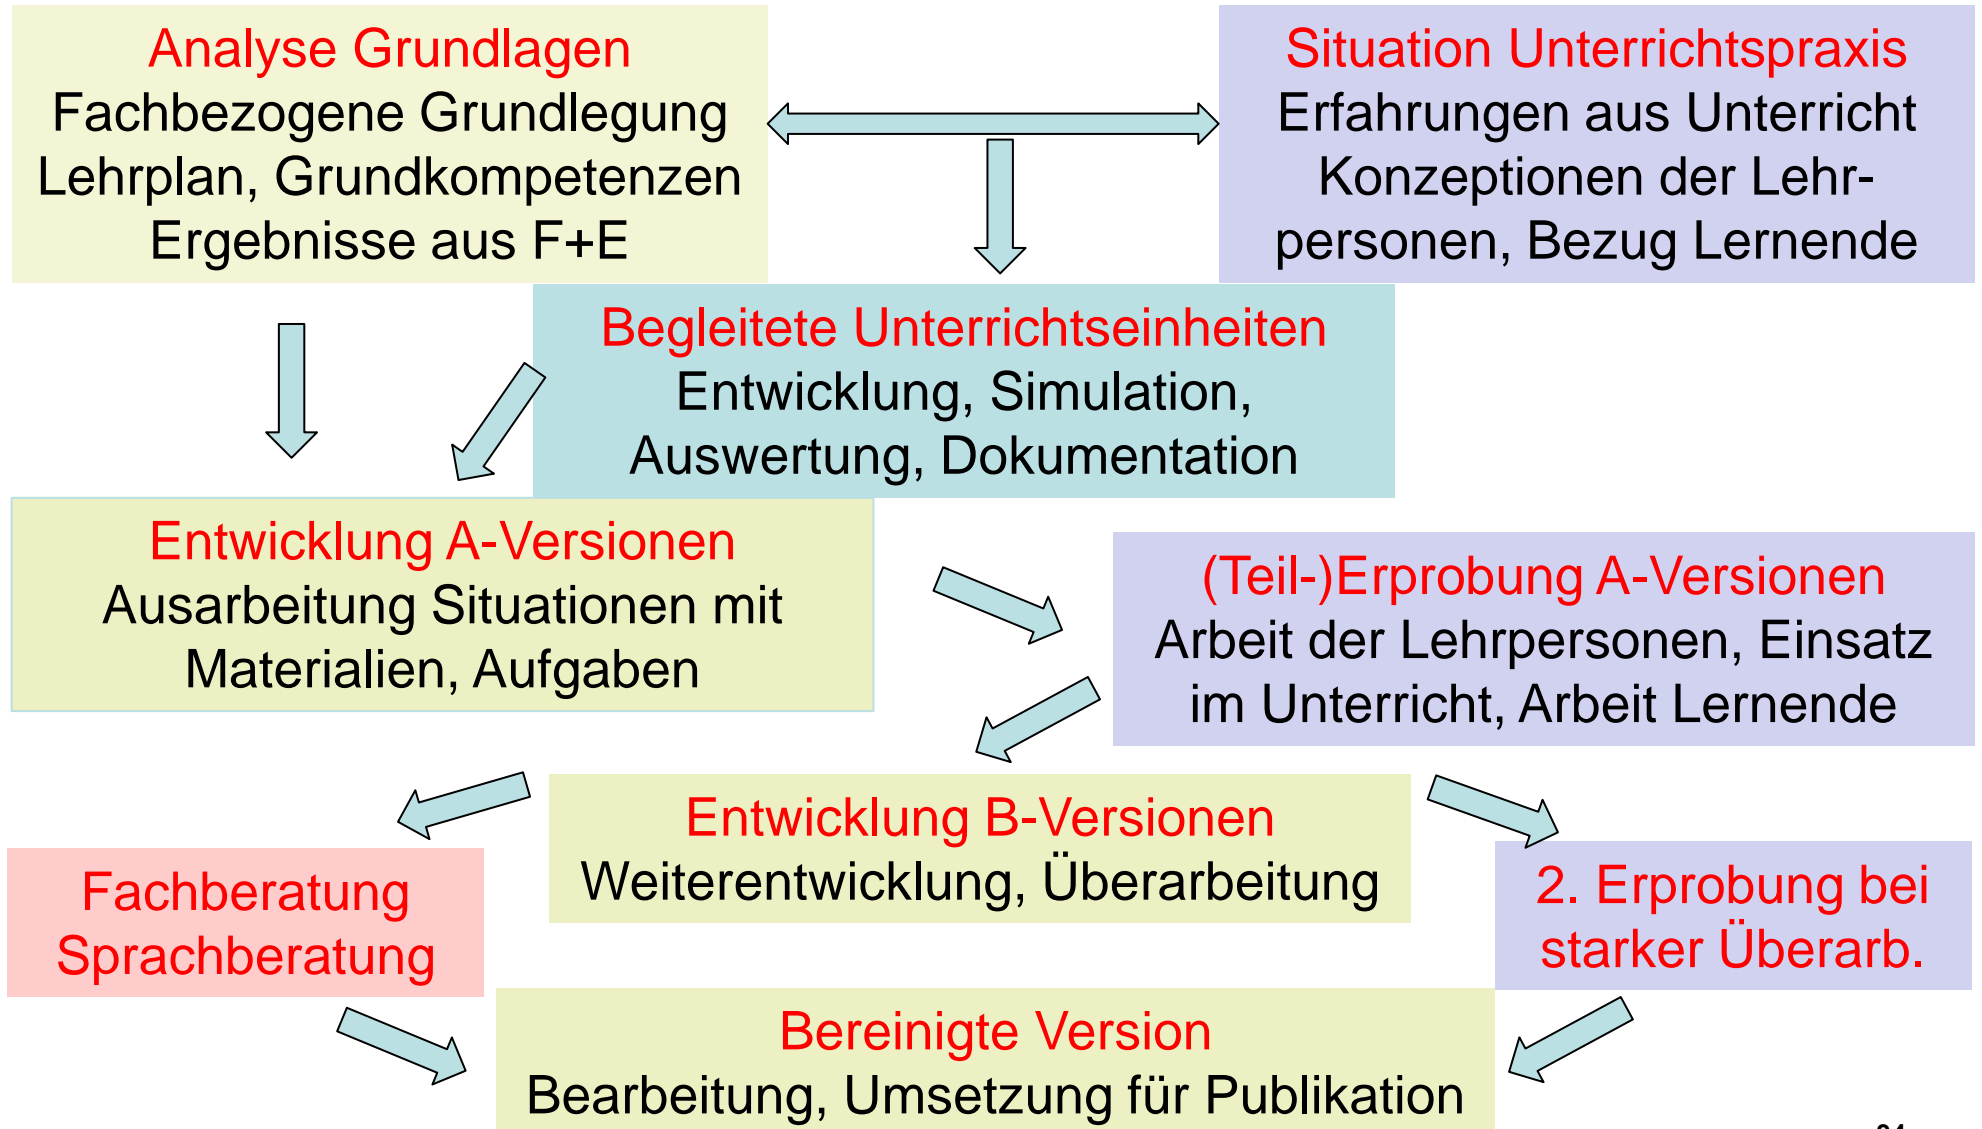 Analyse Grundlagen
Fachbezogene Grundlegung
Lehrplan, Grundkompetenzen
Ergebnisse aus F+E
Situation Unterrichtspraxis
Erfahrungen aus Unterricht
Konzeptionen der Lehr-
personen, Bezug Lernende
Begleitete Unterrichtseinheiten
Entwicklung, Simulation,
Auswertung, Dokumentation
Entwicklung A-Versionen
Ausarbeitung Situationen mit
Materialien, Aufgaben
(Teil-)Erprobung A-Versionen
Arbeit der Lehrpersonen, Einsatz
im Unterricht, Arbeit Lernende
Entwicklung B-Versionen
Weiterentwicklung, Überarbeitung
Fachberatung
Sprachberatung
2. Erprobung bei
starker Überarb.
Bereinigte Version
Bearbeitung, Umsetzung für Publikation